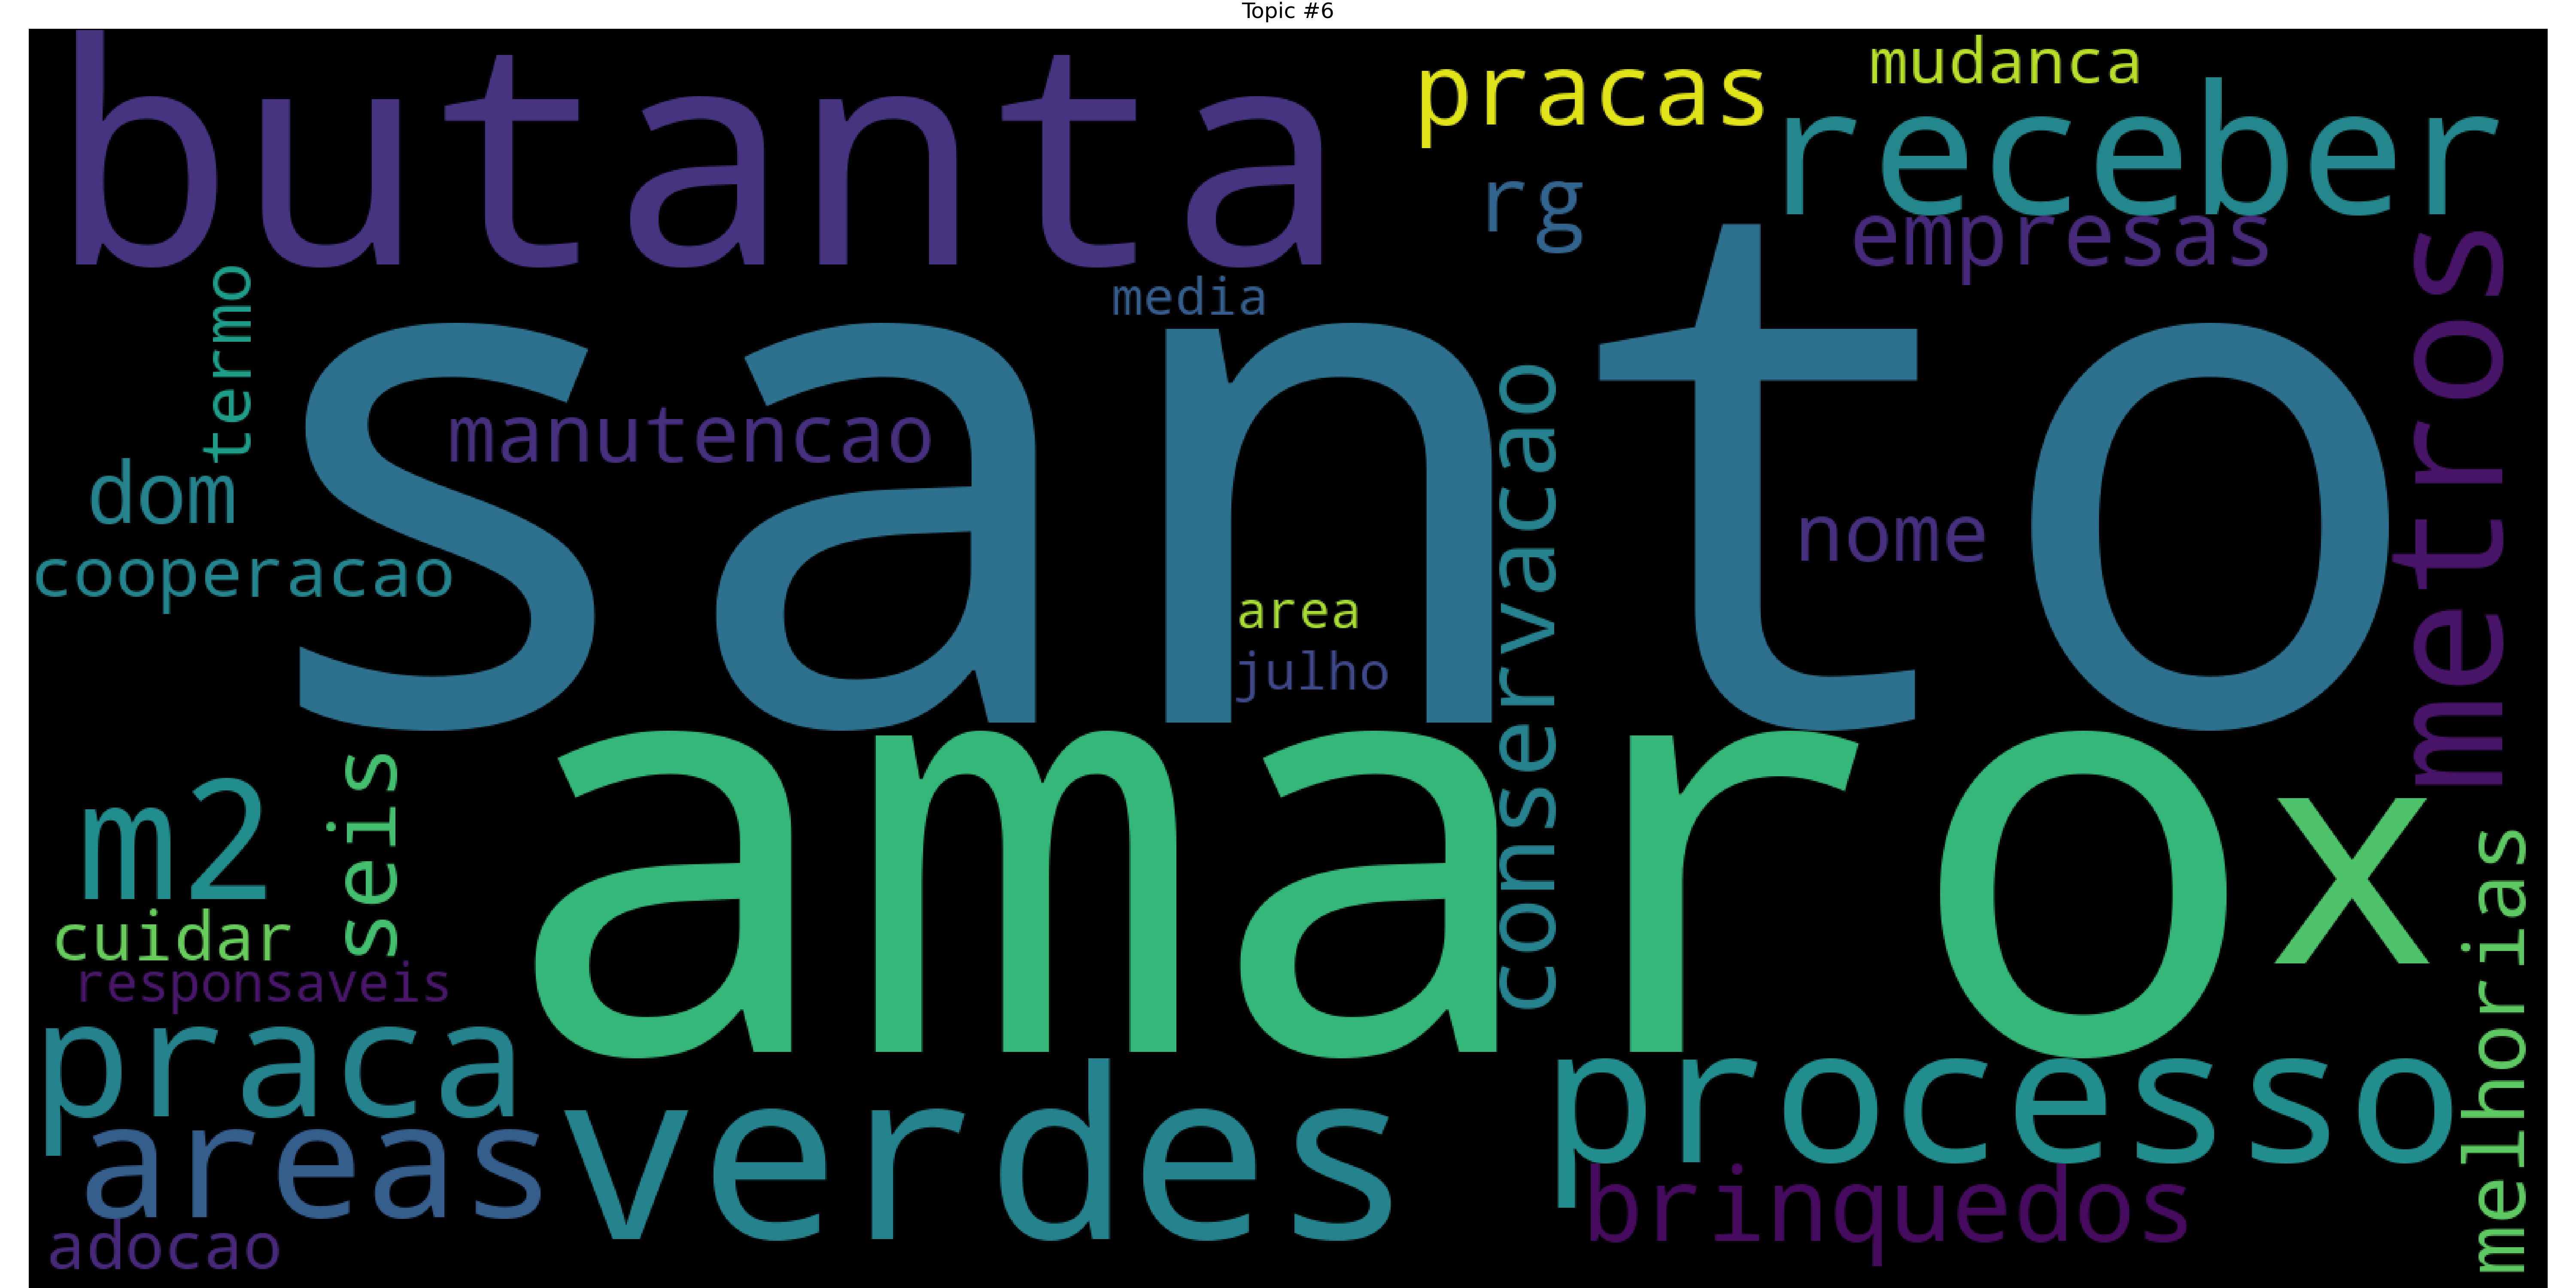 Topic #6
butanta
pracas
mudanca
receber
rg
empresas
media
termo
santo
metros
manutencao
conservacao
dom
nome
cooperacao
area
julho
amaro
m2
seis
x
cuidar
responsaveis
melhorias
praca
processo
verdes
areas
brinquedos
adocao